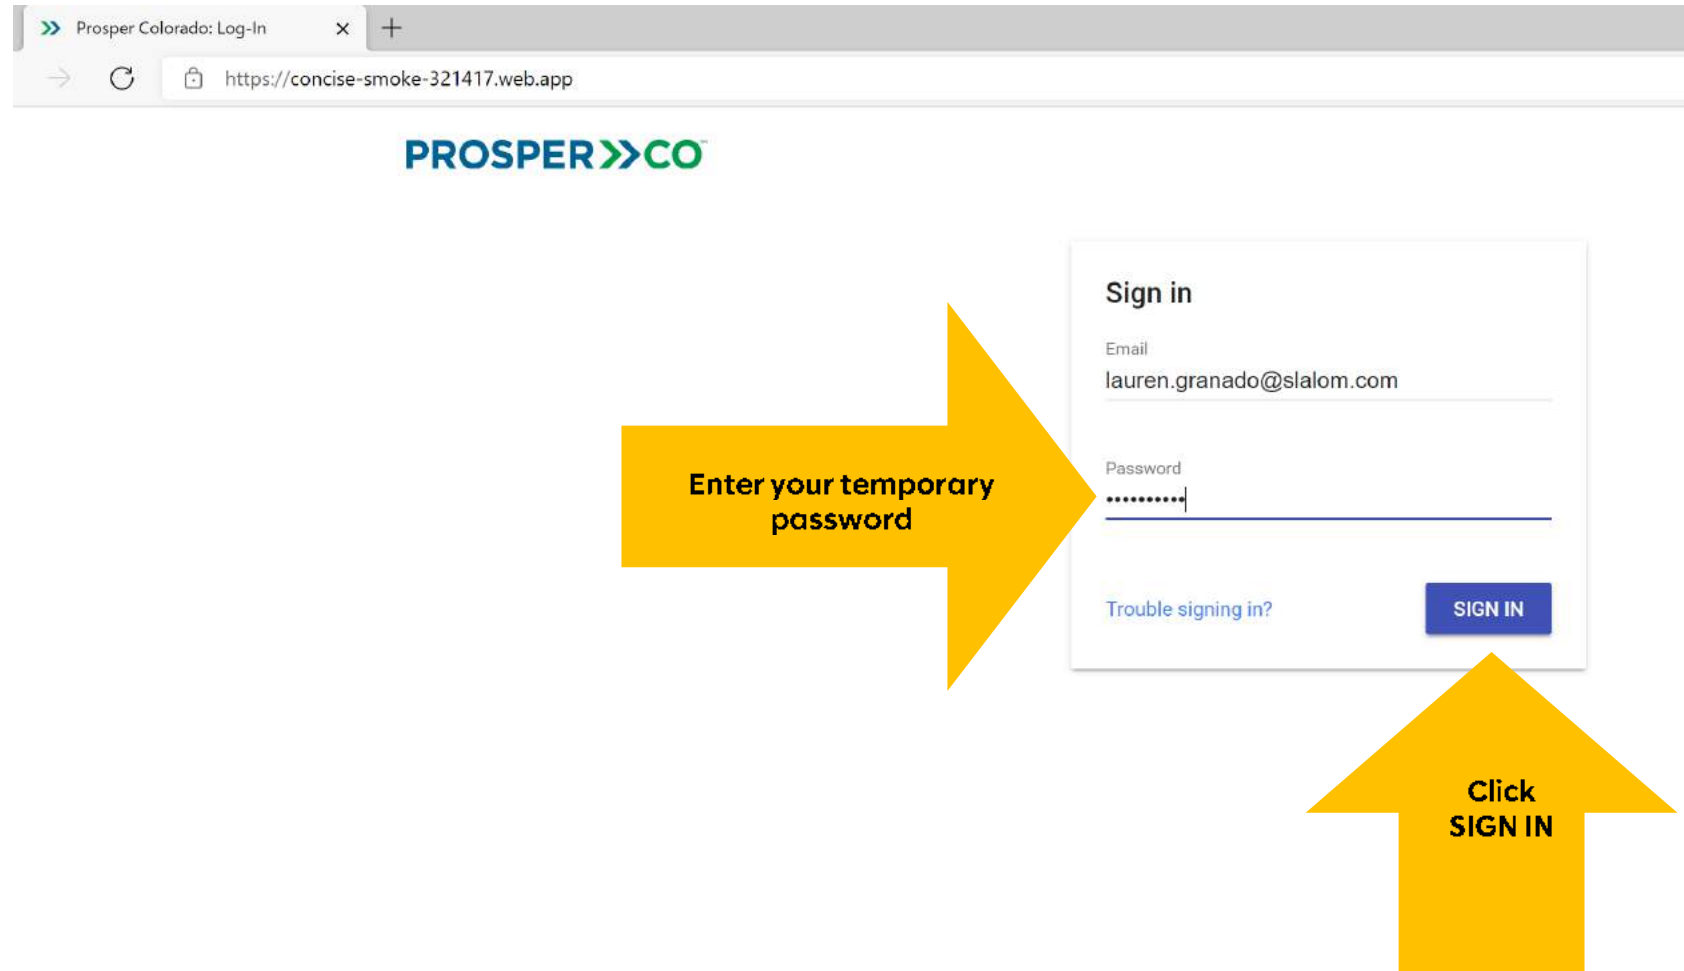 Prosper Colorado: Log-In
https://concise-smoke-321417.web.app
PROSPER»CO™
Sign in
Email
lauren.granado@slalom.com
Enter your temporary
password
Password
••••••••••
Trouble signing in?
SIGN IN
Click
SIGN IN